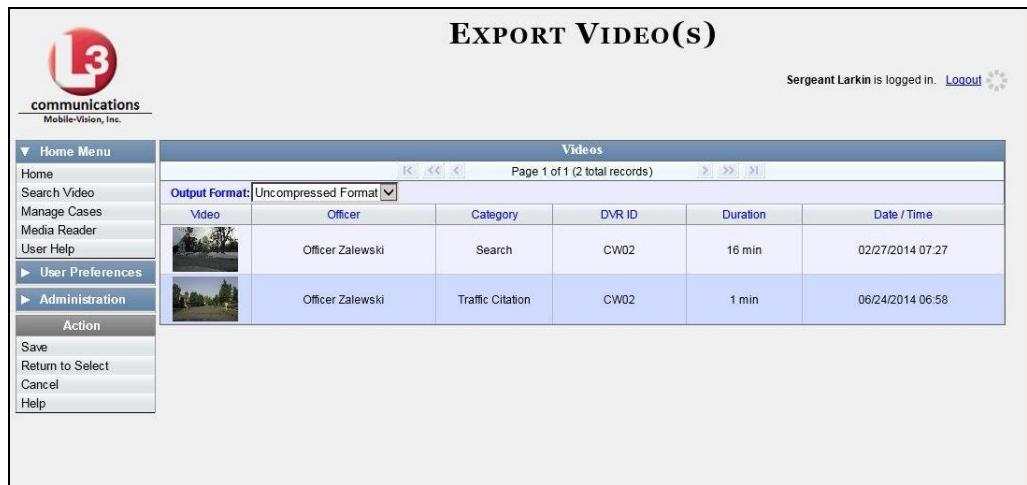 EXPORT VIDEO(S)
L3
communications
Mobile-Vision, Inc.
Sergeant Larkin is logged in. Logout
▼ Home Menu
Home
Search Video
Manage Cases
Media Reader
User Help
▶ User Preferences
▶ Administration
Action
Save
Return to Select
Cancel
Help
Videos
Page 1 of 1 (2 total records)
Output Format: Uncompressed Format
Video Officer Category DVR ID Duration Date / Time
Officer Zalewski Search CW02 16 min 02/27/2014 07:27
Officer Zalewski Traffic Citation CW02 1 min 06/24/2014 06:58